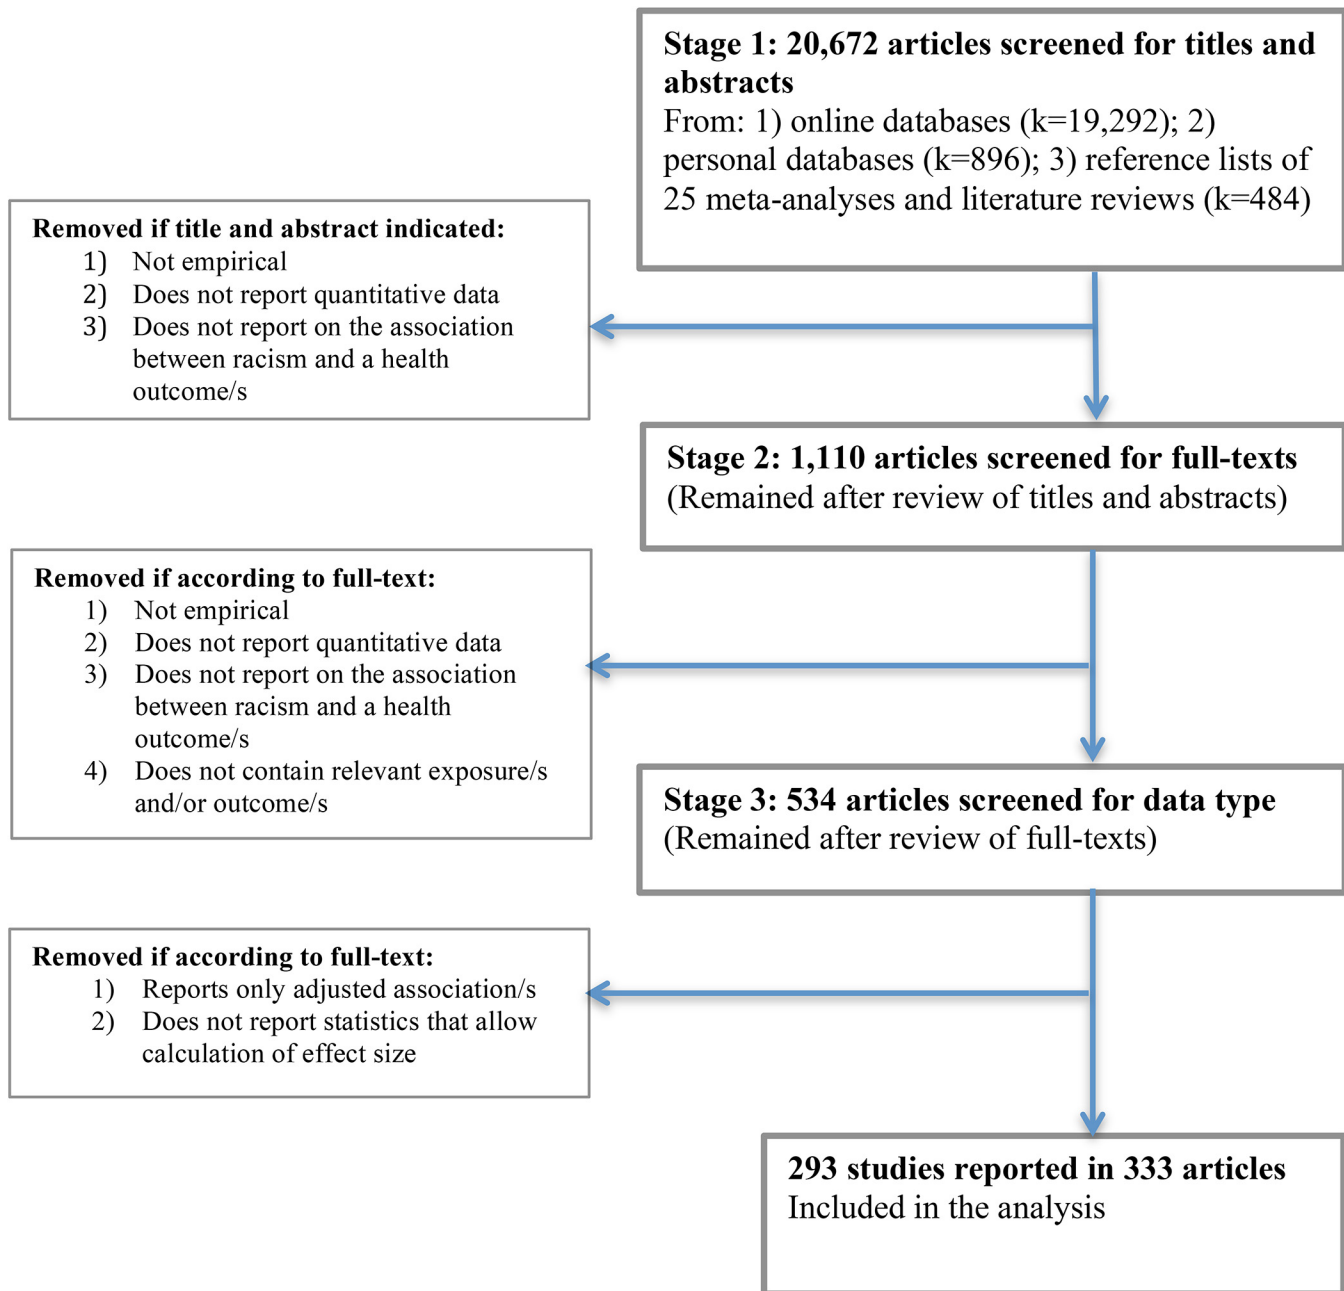 Stage 1: 20,672 articles screened for titles and
abstracts
From: 1) online databases (k=19,292); 2)
personal databases (k=896); 3) reference lists of
25 meta-analyses and literature reviews (k=484)
Removed if title and abstract indicated:
1) Not empirical
2) Does not report quantitative data
3) Does not report on the association
between racism and a health
outcome/s
Stage 2: 1,110 articles screened for full-texts
(Remained after review of titles and abstracts)
Removed if according to full-text:
1) Not empirical
2) Does not report quantitative data
3) Does not report on the association
between racism and a health
outcome/s
4) Does not contain relevant exposure/s
and/or outcome/s
Stage 3: 534 articles screened for data type
(Remained after review of full-texts)
Removed if according to full-text:
1) Reports only adjusted association/s
2) Does not report statistics that allow
calculation of effect size
293 studies reported in 333 articles
Included in the analysis